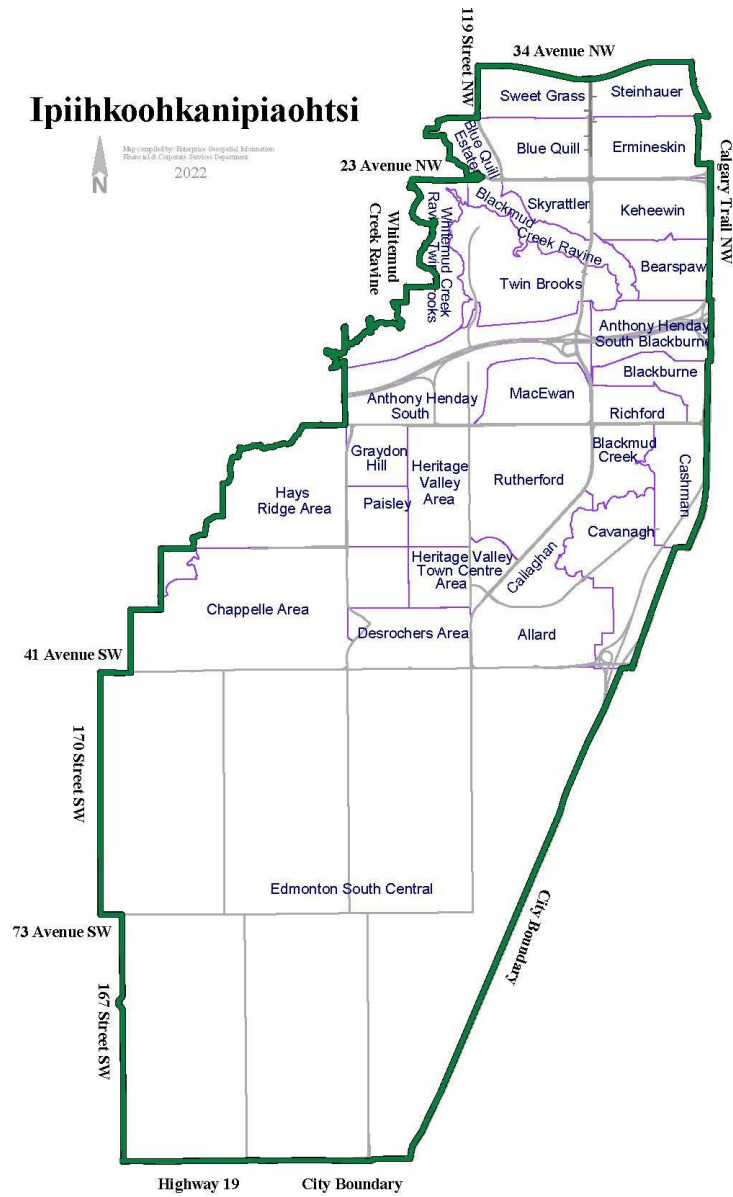 119 Street NW
34 Avenue NW
Ipiihkoohkanipiaohtsi
Map compiled by: Enterprise Geospatial Information
Financial & Corporate Services Department
2022
N
Sweet Grass
Steinhauer
Blue Quill
Estate
Blue Quill
Ermineskin
Calgary Trail NW
23 Avenue NW
Whitemud
Creek Ravine
Whitemud Creek
Ravine Twin Brooks
Blackmud
Creek Ravine
Skyrattler
Keheewin
Bearspaw
Twin Brooks
Anthony Henday
South Blackburne
Blackburne
Anthony Henday
South
MacEwan
Richford
Graydon
Hill
Heritage
Valley
Area
Rutherford
Blackmud
Creek
Cashman
Hays
Ridge Area
Paisley
Cavanagh
Heritage Valley
Town Centre
Area
Callaghan
Chappelle Area
Desrochers Area
Allard
41 Avenue SW
170 Street SW
Edmonton South Central
City Boundary
73 Avenue SW
167 Street SW
Highway 19
City Boundary